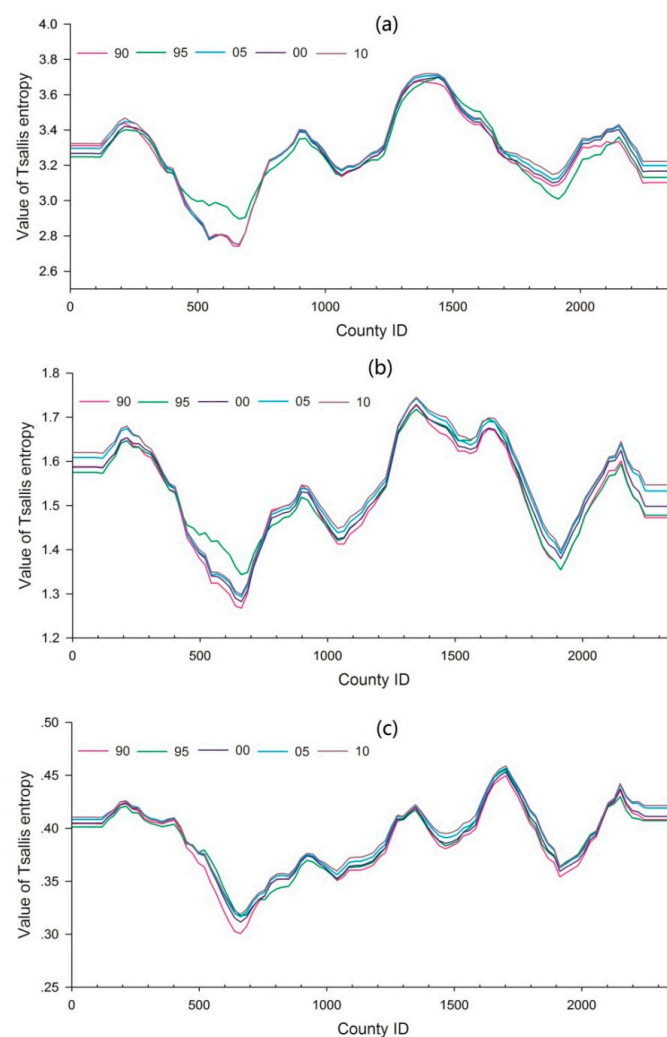 (a)
4.0
90 95 05 00 10
3.8
3.6
3.4
3.2
3.0
2.8
2.6
Value of Tsallis entropy
0 500 1000 1500 2000
County ID
(b)
1.8
90 95 00 05 10
1.7
1.6
1.5
1.4
1.3
1.2
Value of Tsallis entropy
0 500 1000 1500 2000
County ID
(c)
.50
90 95 00 05 10
.45
.40
.35
.30
.25
Value of Tsallis entropy
0 500 1000 1500 2000
County ID